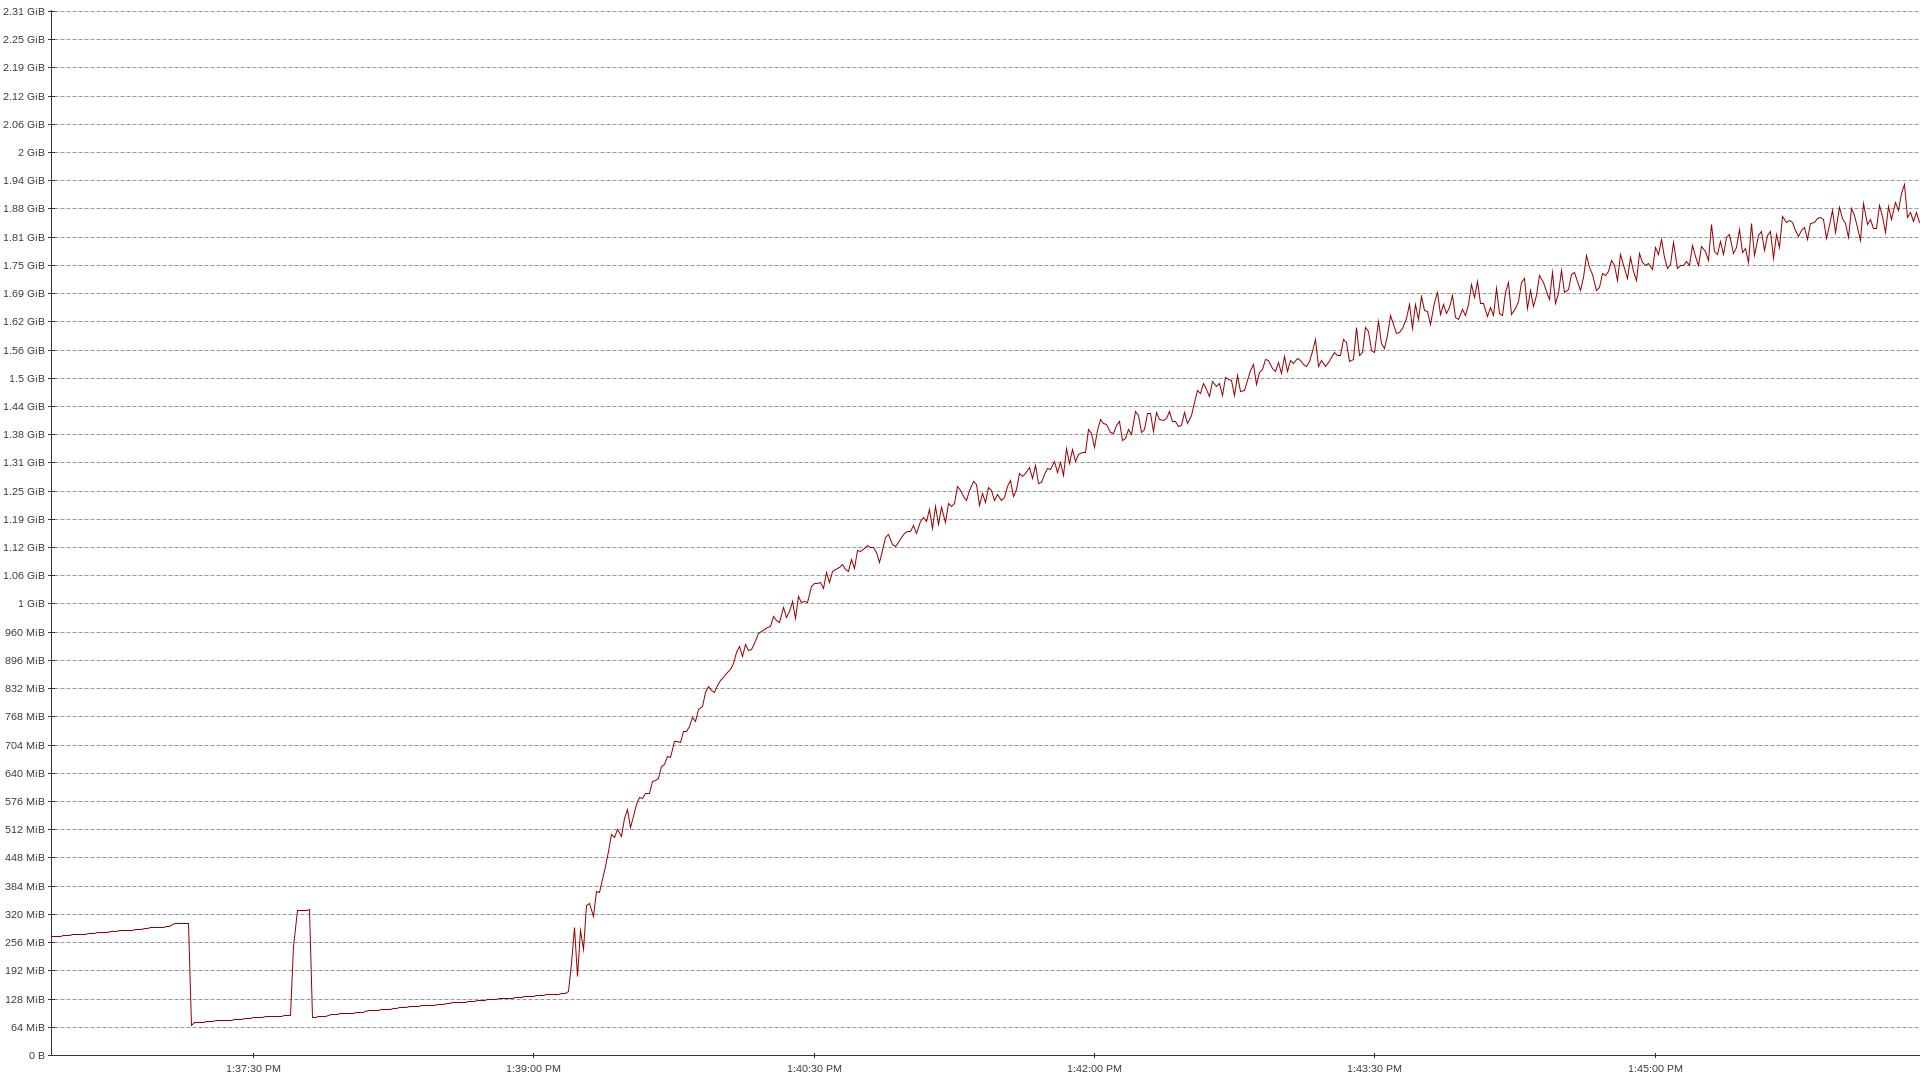 2.31 GiB
2.25 GiB
2.19 GiB
2.12 GiB
2.06 GiB
2 GiB
1.94 GiB
1.88 GiB
1.81 GiB
1.75 GiB
1.69 GiB
1.62 GiB
1.56 GiB
1.5 GiB
1.44 GiB
1.38 GiB
1.31 GiB
1.25 GiB
1.19 GiB
1.12 GiB
1.06 GiB
1 GiB
960 MiB
896 MiB
832 MiB
768 MiB
704 MiB
640 MiB
576 MiB
512 MiB
448 MiB
384 MiB
320 MiB
256 MiB
192 MiB
128 MiB
64 MiB
0 B
1:37:30 PM 1:39:00 PM 1:40:30 PM 1:42:00 PM 1:43:30 PM 1:45:00 PM